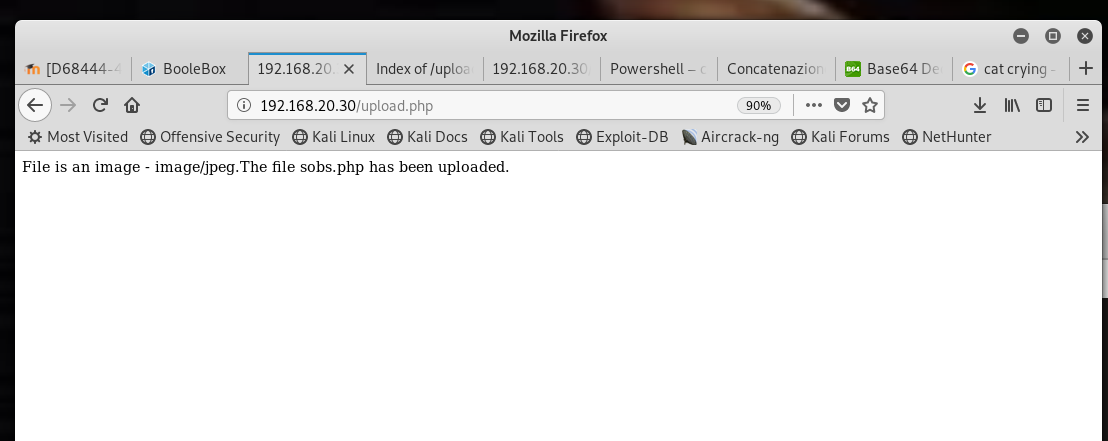 Mozilla Firefox
[D68444-4 BooleBox 192.168.20. Index of /uploa 192.168.20.30 Powershell – c Concatenazion B64 Base64 De cat crying -
192.168.20.30/upload.php 90%
Most Visited Offensive Security Kali Linux Kali Docs Kali Tools Exploit-DB Aircrack-ng Kali Forums NetHunter
File is an image - image/jpeg.The file sobs.php has been uploaded.